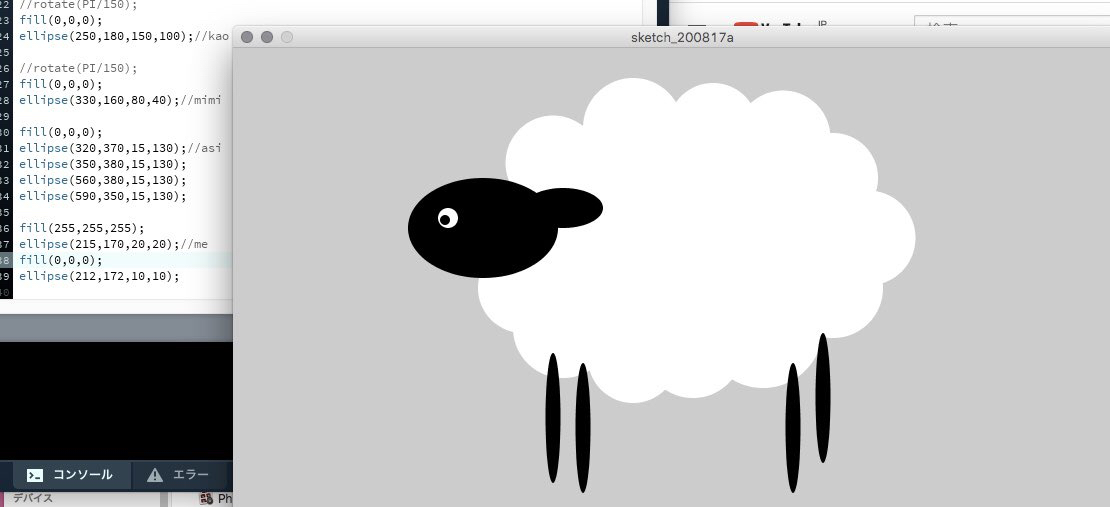 22 //rotate(PI/150);
23 fill(0,0,0);
24 ellipse(250,180,150,100);//kao
25
26 //rotate(PI/150);
27 fill(0,0,0);
28 ellipse(330,160,80,40);//mimi
30 fill(0,0,0);
31 ellipse(320,370,15,130);//asi
32 ellipse(350,380,15,130);
33 ellipse(560,380,15,130);
34 ellipse(590,350,15,130);
35
36 fill(255,255,255);
37 ellipse(215,170,20,20);//me
38 fill(0,0,0);
39 ellipse(212,172,10,10);
40
sketch_200817a
コンソール
エラー
デバイス
Ph